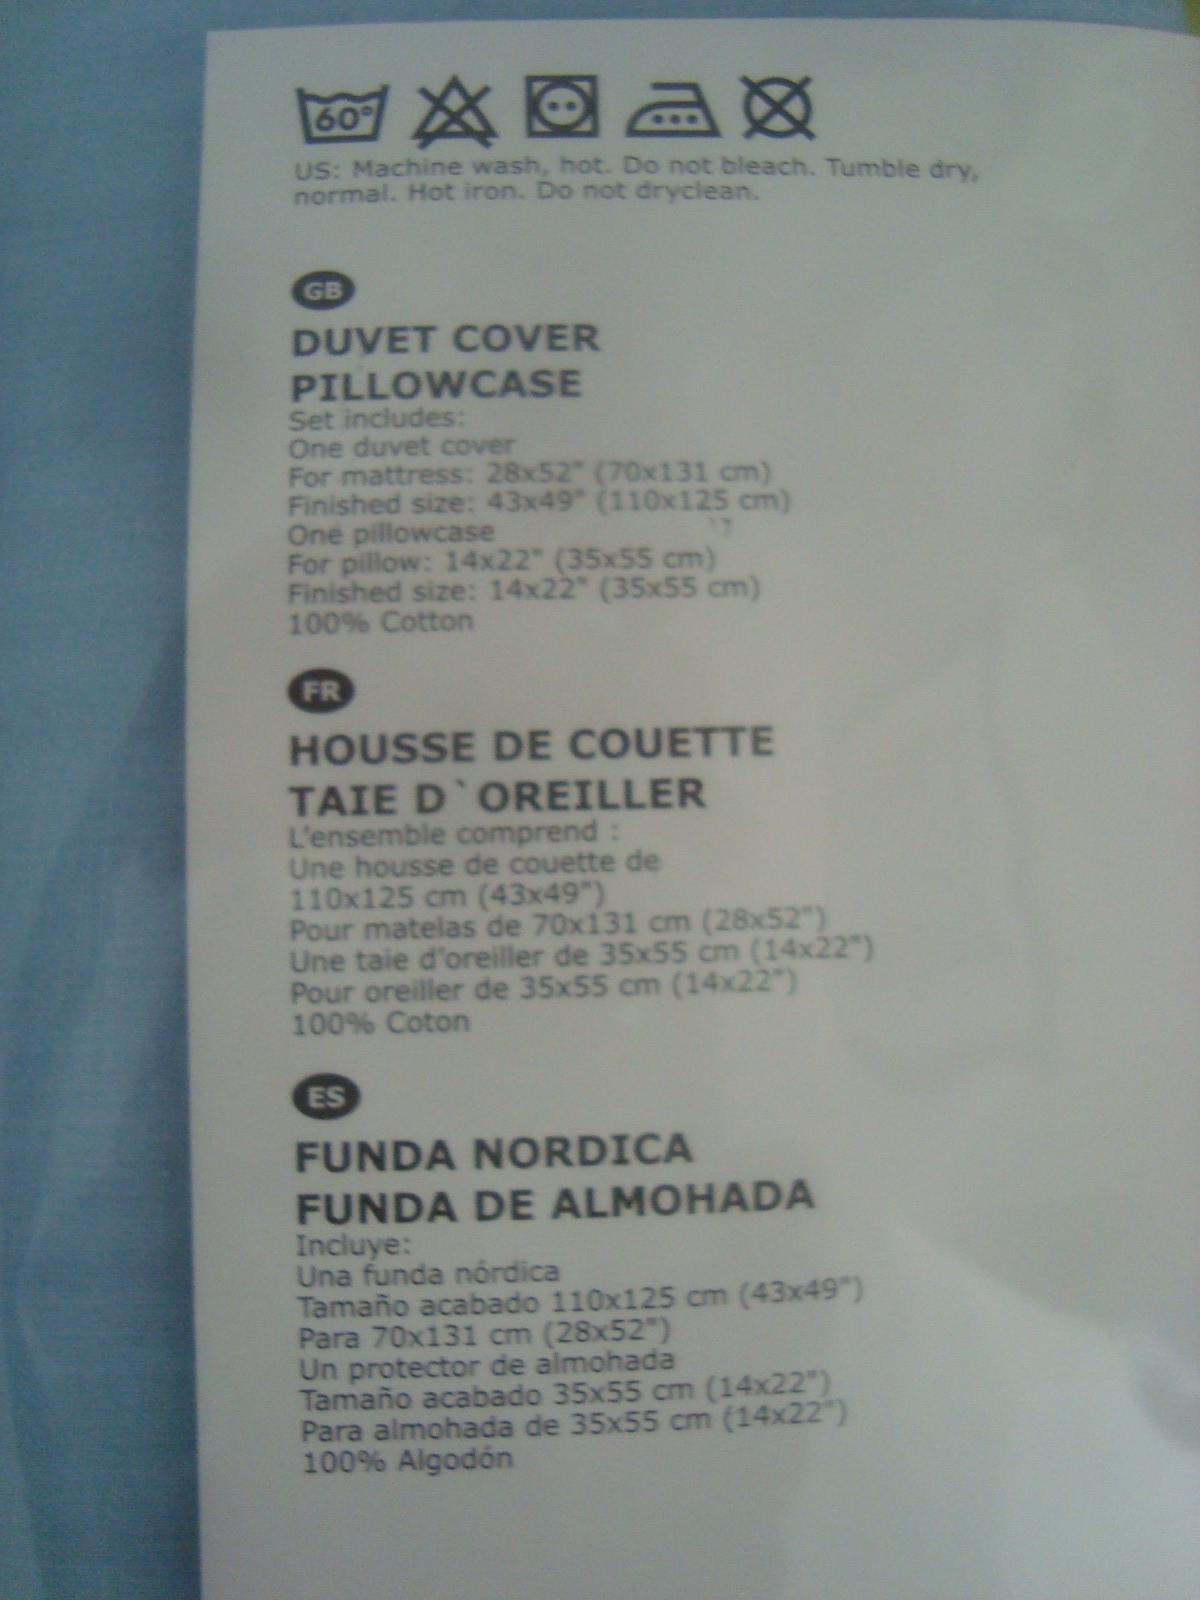 60°
US: Machine wash, hot. Do not bleach. Tumble dry,
normal. Hot iron. Do not dryclean.
GB
DUVET COVER
PILLOWCASE
Set includes:
One duvet cover
For mattress: 28x52" (70x131 cm)
Finished size: 43x49" (110x125 cm)
One pillowcase
For pillow: 14x22" (35x55 cm)
Finished size: 14x22" (35x55 cm)
100% Cotton
FR
HOUSSE DE COUETTE
TAIE D`OREILLER
L'ensemble comprend :
Une housse de couette de
110x125 cm (43x49")
Pour matelas de 70x131 cm (28x52")
Une taie d'oreiller de 35x55 cm (14x22")
Pour oreiller de 35x55 cm (14x22")
100% Coton
ES
FUNDA NORDICA
FUNDA DE ALMOHADA
Incluye:
Una funda nórdica
Tamaño acabado 110x125 cm (43x49")
Para 70x131 cm (28x52")
Un protector de almohada
Tamaño acabado 35x55 cm (14x22")
Para almohada de 35x55 cm (14x22")
100% Algodón